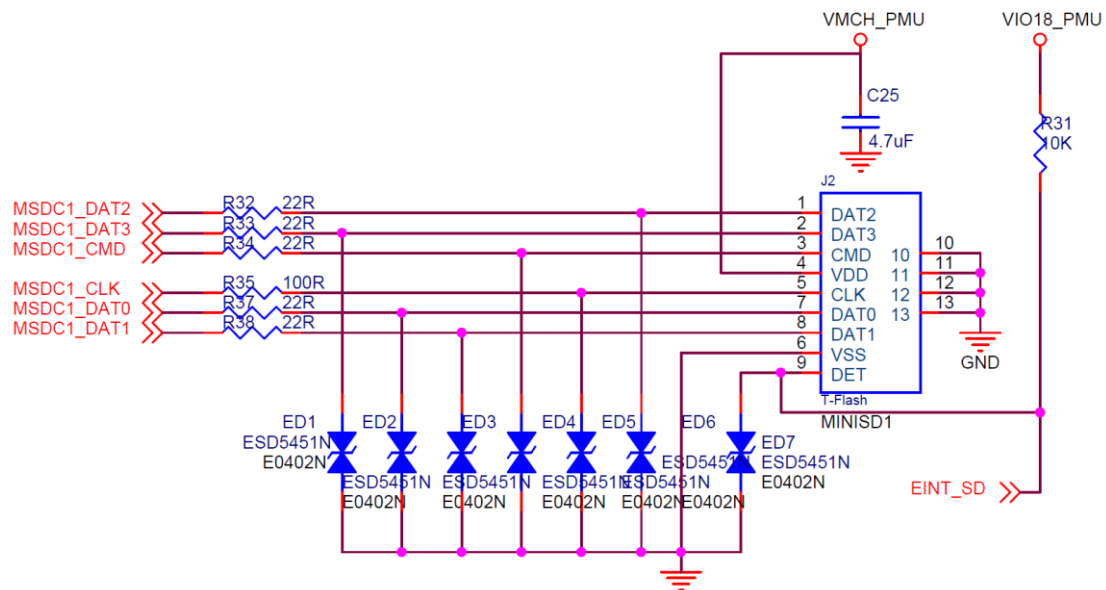 VMCH_PMU
VIO18_PMU
C25
4.7uF
R31
10K
J2
MSDC1_DAT2
R32
22R
1
DAT2
MSDC1_DAT3
R33
22R
2
DAT3
MSDC1_CMD
R34
22R
3
CMD
10
10
4
VDD
11
11
MSDC1_CLK
R35
100R
5
CLK
12
12
MSDC1_DAT0
R37
22R
7
DAT0
13
13
MSDC1_DAT1
R38
22R
8
DAT1
6
VSS
GND
9
DET
T-Flash
MINISD1
ED1
ED2
ED3
ED4
ED5
ED6
ED7
ESD5451N
ESD5451N
ESD5451N
E0402N
E0402N
ESD5451N
ESD5451N
ESD5451N
ESD5451N
E0402N
E0402N
E0402N
E0402N
E0402N
EINT_SD